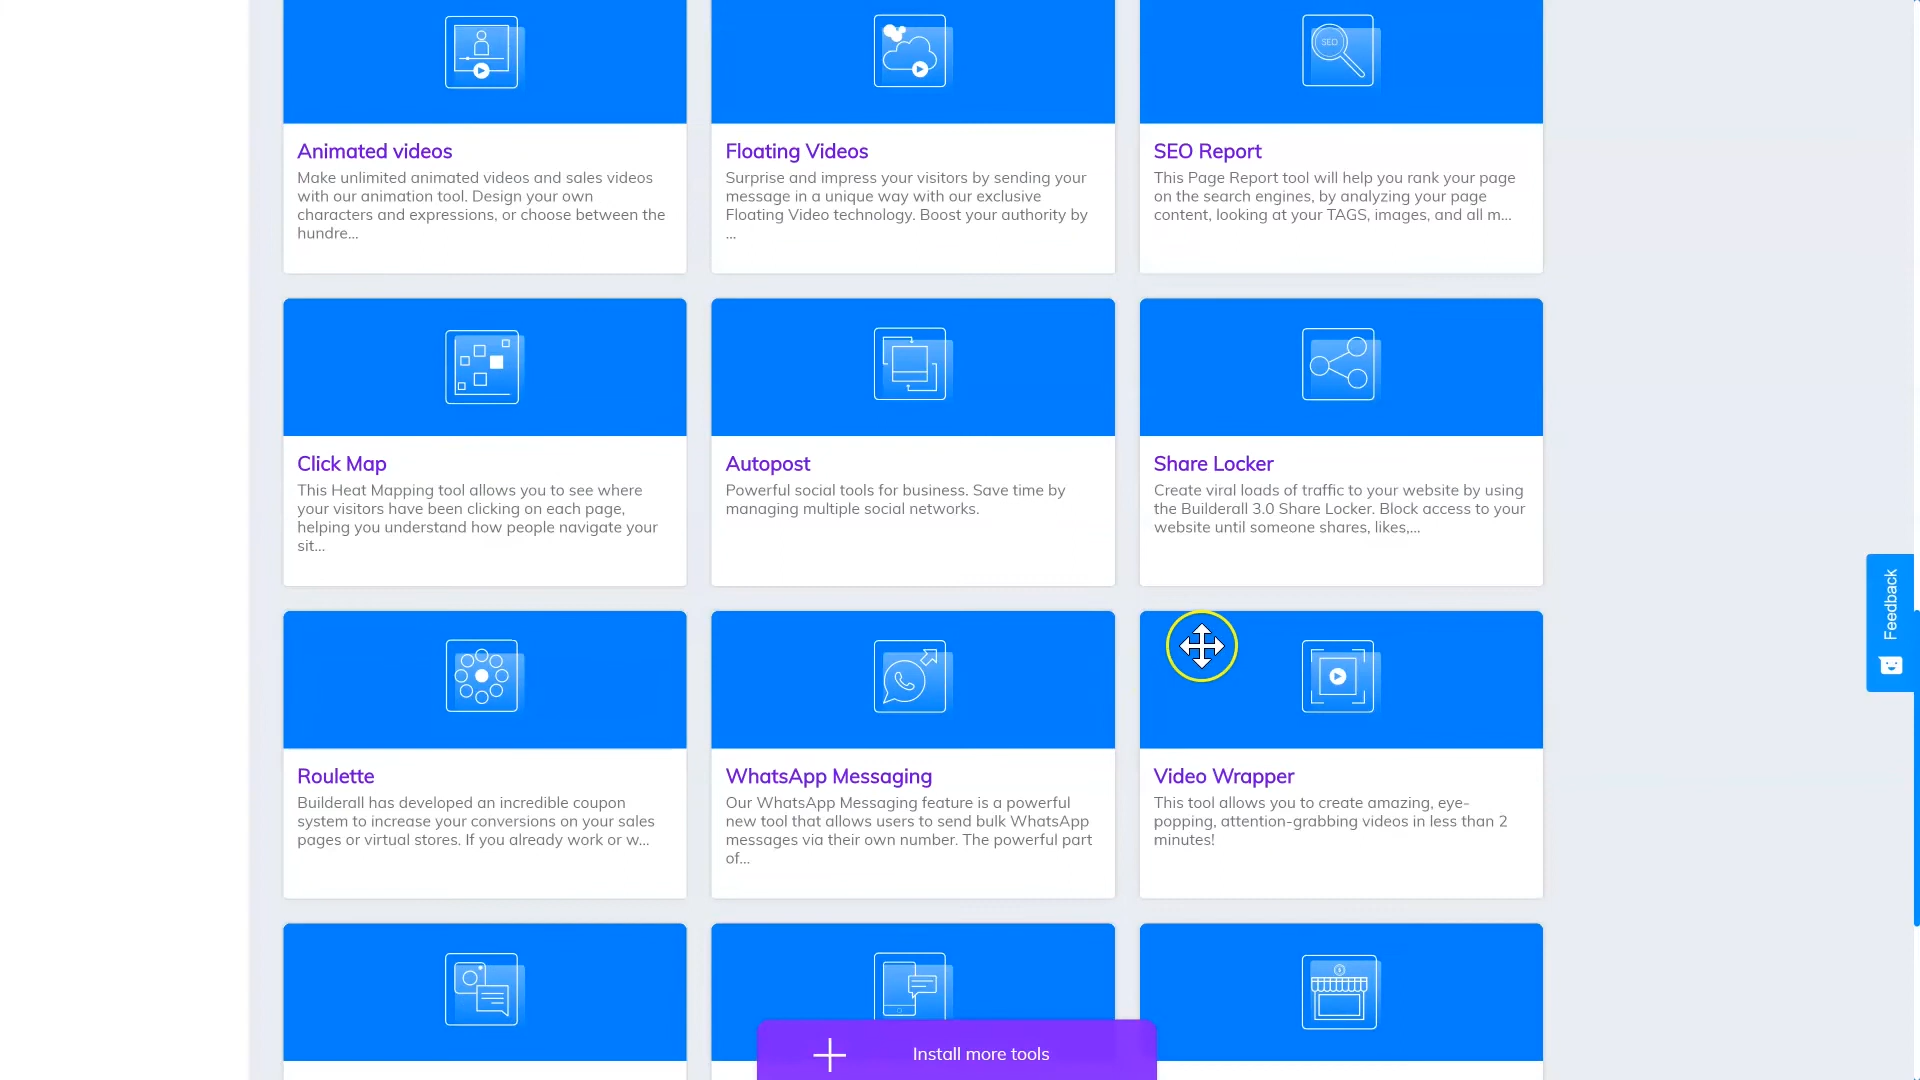 SEO
Animated videos
Make unlimited animated videos and sales videos
with our animation tool. Design your own
characters and expressions, or choose between the
hundre...
Floating Videos
Surprise and impress your visitors by sending your
message in a unique way with our exclusive
Floating Video technology. Boost your authority by
...
SEO Report
This Page Report tool will help you rank your page
on the search engines, by analyzing your page
content, looking at your TAGS, images, and all m...
Click Map
This Heat Mapping tool allows you to see where
your visitors have been clicking on each page,
helping you understand how people navigate your
sit...
Autopost
Powerful social tools for business. Save time by
managing multiple social networks.
Share Locker
Create viral loads of traffic to your website by using
the Builderall 3.0 Share Locker. Block access to your
website until someone shares, likes,...
Feedback
Roulette
Builderall has developed an incredible coupon
system to increase your conversions on your sales
pages or virtual stores. If you already work or w...
WhatsApp Messaging
Our WhatsApp Messaging feature is a powerful
new tool that allows users to send bulk WhatsApp
messages via their own number. The powerful part
of...
Video Wrapper
This tool allows you to create amazing, eye-
popping, attention-grabbing videos in less than 2
minutes!
Install more tools